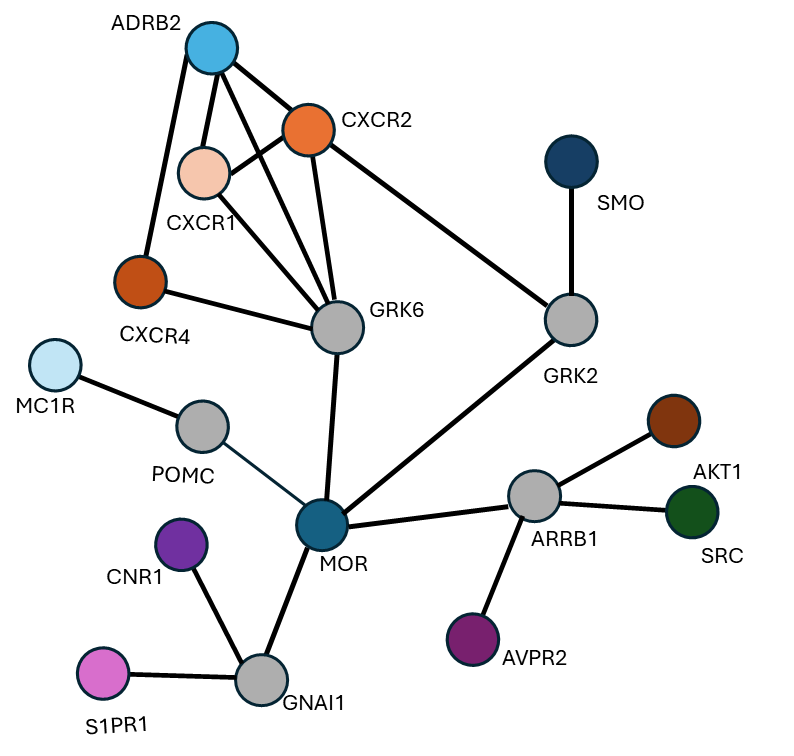 ADRB2
CXCR2
SMO
CXCR1
GRK6
CXCR4
GRK2
MC1R
POMC
AKT1
ARRB1
SRC
MOR
CNR1
AVPR2
GNAI1
S1PR1